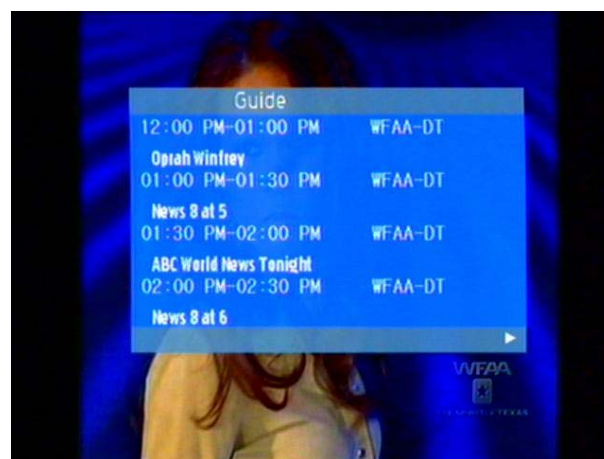 Guide
12:00 PM-01:00 PM WFAA-DT
Oprah Winfrey
01:00 PM-01:30 PM WFAA-DT
News 8 at 5
01:30 PM-02:00 PM WFAA-DT
ABC World News Tonight
02:00 PM-02:30 PM WFAA-DT
News 8 at 6
WFAA
TEXAS